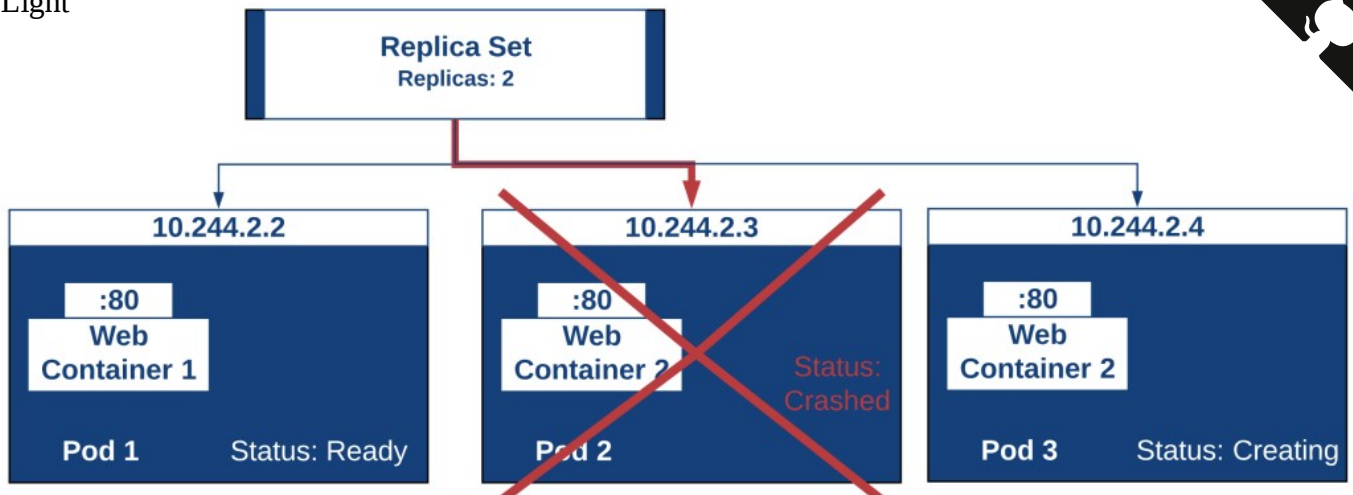 Light
Replica Set
Replicas: 2
10.244.2.2
:80
Web
Container 1
Pod 1
Status: Ready
10.244.2.3
:80
Web
Container 2
Status:
Crashed
Pod 2
10.244.2.4
:80
Web
Container 2
Pod 3
Status: Creating